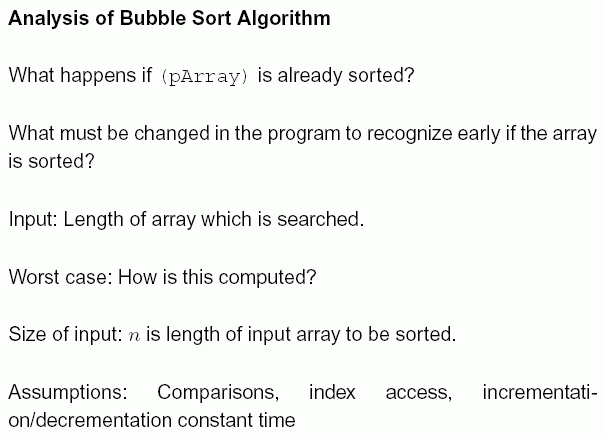 Analysis of Bubble Sort Algorithm
What happens if (pArray) is already sorted?
What must be changed in the program to recognize early if the array
is sorted?
Input: Length of array which is searched.
Worst case: How is this computed?
Size of input: n is length of input array to be sorted.
Assumptions: Comparisons, index access, incrementati-
on/decrementation constant time